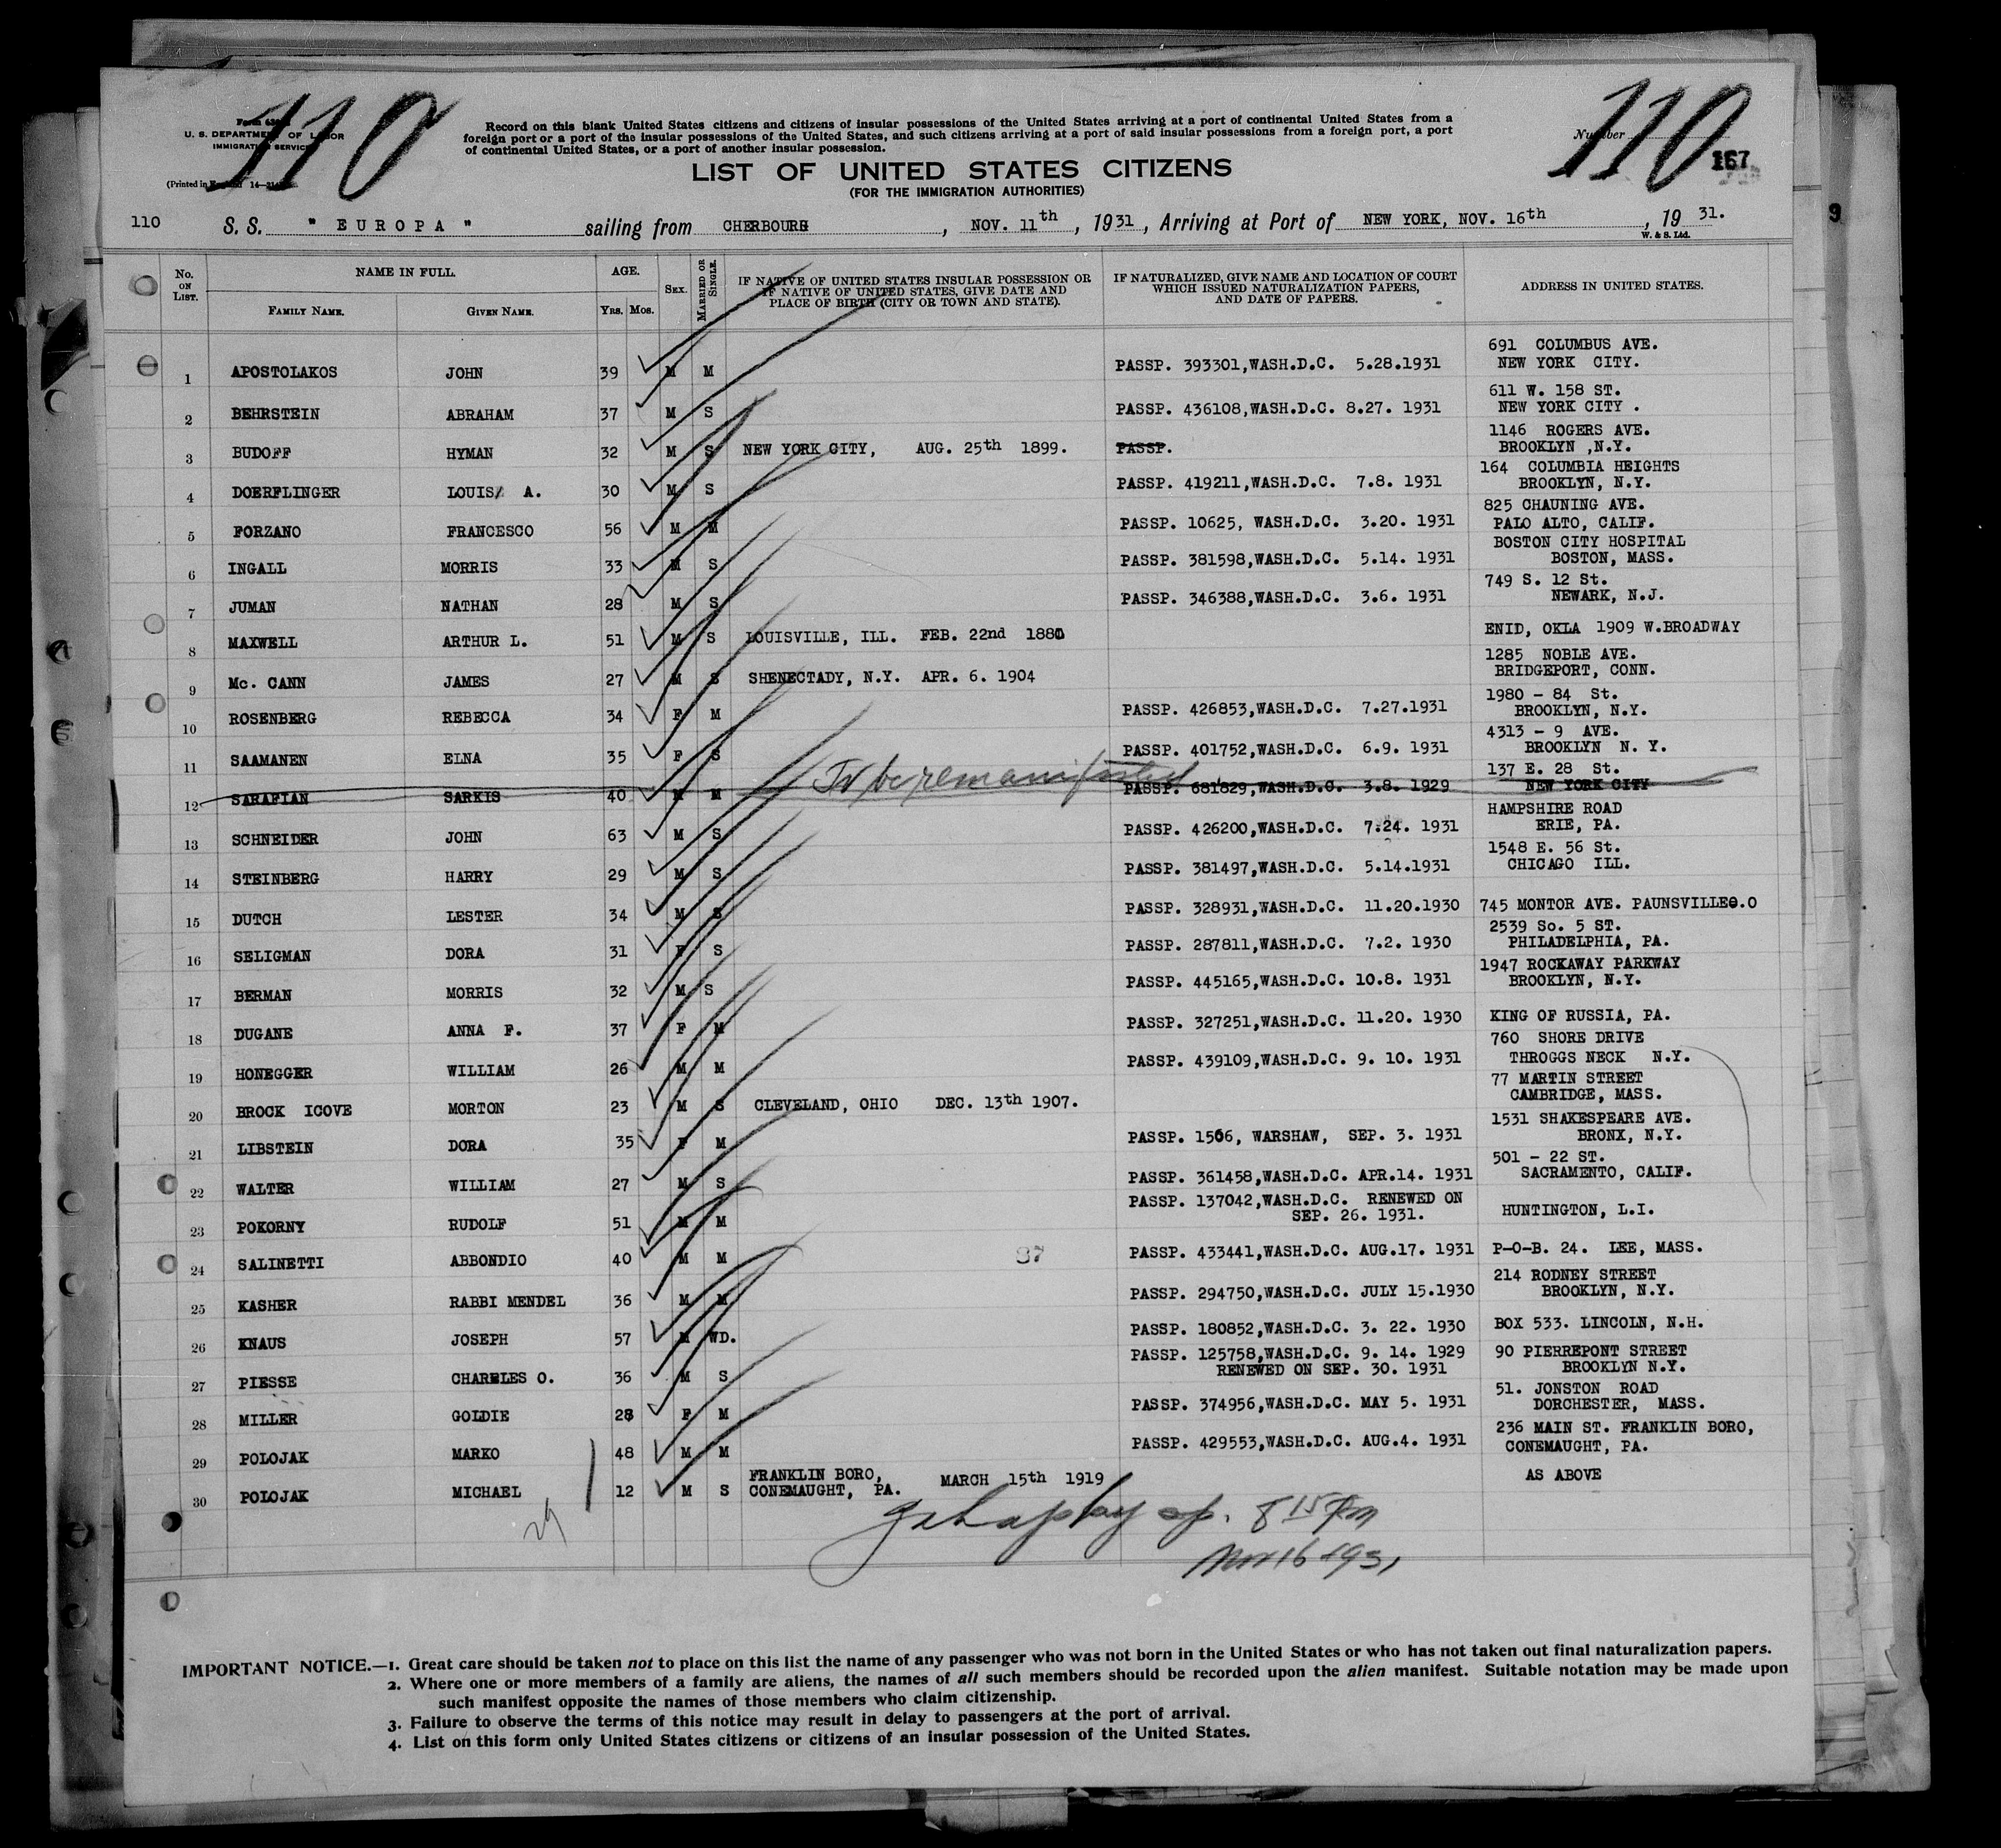 110
110
Form 630
U. S. DEPARTMENT OF LABOR
IMMIGRATION SERVICE
(Printed in England 14—31
Record on this blank United States citizens and citizens of insular possessions of the United States arriving at a port of continental United States from a
foreign port or a port of the insular possessions of the United States, and such citizens arriving at a port of said insular possessions from a foreign port, a port
of continental United States, or a port of another insular possession.
Number
167
LIST OF UNITED STATES CITIZENS
(FOR THE IMMIGRATION AUTHORITIES)
110 S. S. " EUROPA " sailing from CHERBOURG , NOV. 11th , 1931 , Arriving at Port of NEW YORK, NOV. 16th , 19 31.
W. & S. Ltd.
No. ON LIST. NAME IN FULL. FAMILY NAME. GIVEN NAME. AGE. YRS. MOS. SEX. MARRIED OR SINGLE. IF NATIVE OF UNITED STATES INSULAR POSSESSION OR IF NATIVE OF UNITED STATES, GIVE DATE AND PLACE OF BIRTH (CITY OR TOWN AND STATE). IF NATURALIZED, GIVE NAME AND LOCATION OF COURT WHICH ISSUED NATURALIZATION PAPERS, AND DATE OF PAPERS. ADDRESS IN UNITED STATES.
1 APOSTOLAKOS JOHN 39 M M PASSP. 393301,WASH.D.C. 5.28.1931 691 COLUMBUS AVE. NEW YORK CITY.
2 BEHRSTEIN ABRAHAM 37 M S PASSP. 436108,WASH.D.C. 8.27. 1931 611 W. 158 ST. NEW YORK CITY .
3 BUDOFF HYMAN 32 M S NEW YORK CITY, AUG. 25th 1899. PASSP. 1146 ROGERS AVE. BROOKLYN ,N.Y.
4 DOERFLINGER LOUIS A. 30 M S PASSP. 419211,WASH.D.C. 7.8. 1931 164 COLUMBIA HEIGHTS BROOKLYN, N.Y.
5 FORZANO FRANCESCO 56 M M PASSP. 10625, WASH.D.C. 3.20. 1931 825 CHAUNING AVE. PALO ALTO, CALIF.
6 INGALL MORRIS 33 M S PASSP. 381598,WASH.D.C. 5.14. 1931 BOSTON CITY HOSPITAL BOSTON, MASS.
7 JUMAN NATHAN 28 M S PASSP. 346388,WASH.D.C. 3.6. 1931 749 S. 12 St. NEWARK, N.J.
8 MAXWELL ARTHUR L. 51 M S LOUISVILLE, ILL. FEB. 22nd 1880 ENID, OKLA 1909 W.BROADWAY
9 Mc. CANN JAMES 27 M S SHENECTADY, N.Y. APR. 6. 1904 1285 NOBLE AVE. BRIDGEPORT, CONN.
10 ROSENBERG REBECCA 34 F M PASSP. 426853,WASH.D.C. 7.27.1931 1980 - 84 St. BROOKLYN, N.Y.
11 SAAMANEN ELNA 35 F S PASSP. 401752,WASH.D.C. 6.9. 1931 4313 - 9 AVE. BROOKLYN N. Y.
12 SARAFIAN SARKIS 40 M M To be remanifested PASSP. 681829,WASH.D.C. 3.8. 1929 137 E. 28 St. NEW YORK CITY
13 SCHNEIDER JOHN 63 M S PASSP. 426200,WASH.D.C. 7.24. 1931 HAMPSHIRE ROAD ERIE, PA.
14 STEINBERG HARRY 29 M S PASSP. 381497,WASH.D.C. 5.14.1931 1548 E. 56 St. CHICAGO ILL.
15 DUTCH LESTER 34 M S PASSP. 328931,WASH.D.C. 11.20.1930 745 MONTOR AVE. PAUNSVILLE.O
16 SELIGMAN DORA 31 F S PASSP. 287811,WASH.D.C. 7.2. 1930 2539 So. 5 ST. PHILADELPHIA, PA.
17 BERMAN MORRIS 32 M S PASSP. 445165,WASH.D.C. 10.8. 1931 1947 ROCKAWAY PARKWAY BROOKLYN, N.Y.
18 DUGANE ANNA F. 37 F M PASSP. 327251,WASH.D.C. 11.20. 1930 KING OF RUSSIA, PA.
19 HONEGGER WILLIAM 26 M M PASSP. 439109,WASH.D.C. 9. 10. 1931 760 SHORE DRIVE THROGGS NECK N.Y.
20 BROCK ICOVE MORTON 23 M S CLEVELAND, OHIO DEC. 13th 1907. 77 MARTIN STREET CAMBRIDGE, MASS.
21 LIBSTEIN DORA 35 F M PASSP. 1506, WARSHAW, SEP. 3. 1931 1531 SHAKESPEARE AVE. BRONX, N.Y.
22 WALTER WILLIAM 27 M S PASSP. 361458,WASH.D.C. APR.14. 1931 501 - 22 ST. SACRAMENTO, CALIF.
23 POKORNY RUDOLF 51 M M PASSP. 137042,WASH.D.C. RENEWED ON SEP. 26. 1931. HUNTINGTON, L.I.
24 SALINETTI ABBONDIO 40 M M 87 PASSP. 433441,WASH.D.C. AUG.17. 1931 P-O-B. 24. LEE, MASS.
25 KASHER RABBI MENDEL 36 M M PASSP. 294750,WASH.D.C. JULY 15.1930 214 RODNEY STREET BROOKLYN, N.Y.
26 KNAUS JOSEPH 57 M WD. PASSP. 180852,WASH.D.C. 3. 22. 1930 BOX 533. LINCOLN, N.H.
27 PIESSE CHARLES O. 36 M S PASSP. 125758,WASH.D.C. 9. 14. 1929 RENEWED ON SEP. 30. 1931 90 PIERREPONT STREET BROOKLYN N.Y.
28 MILLER GOLDIE 28 F M PASSP. 374956,WASH.D.C. MAY 5. 1931 51. JONSTON ROAD DORCHESTER, MASS.
29 POLOJAK MARKO 48 M M PASSP. 429553,WASH.D.C. AUG.4. 1931 236 MAIN ST. FRANKLIN BORO, CONEMAUGHT, PA.
30 POLOJAK MICHAEL 12 M S FRANKLIN BORO, CONEMAUGHT, PA. MARCH 15th 1919 AS ABOVE
29
8 15 Pm
Nov 16 1931
IMPORTANT NOTICE.—1. Great care should be taken not to place on this list the name of any passenger who was not born in the United States or who has not taken out final naturalization papers.
2. Where one or more members of a family are aliens, the names of all such members should be recorded upon the alien manifest. Suitable notation may be made upon
such manifest opposite the names of those members who claim citizenship.
3. Failure to observe the terms of this notice may result in delay to passengers at the port of arrival.
4. List on this form only United States citizens or citizens of an insular possession of the United States.
9